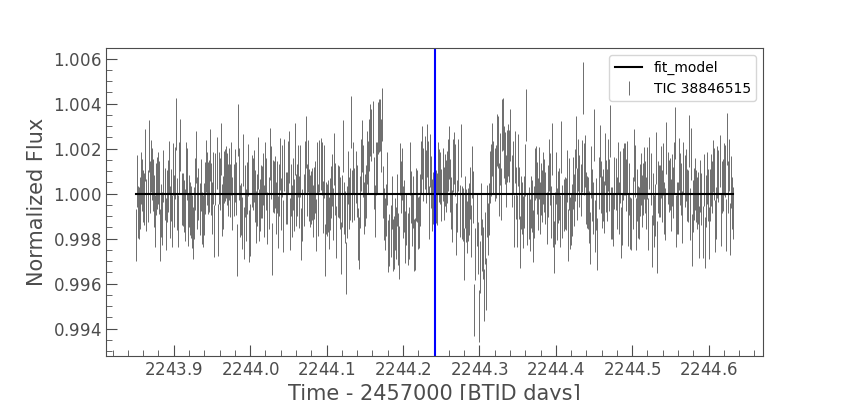 1.006
1.004
1.002
1.000
0.998
0.996
0.994
Normalized Flux
fit_model
TIC 38846515
2243.9 2244.0 2244.1 2244.2 2244.3 2244.4 2244.5 2244.6
Time - 2457000 [BTJD days]